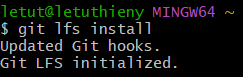 letut@letuthieny MINGW64 ~
$ git lfs install
Updated Git hooks.
Git LFS initialized.